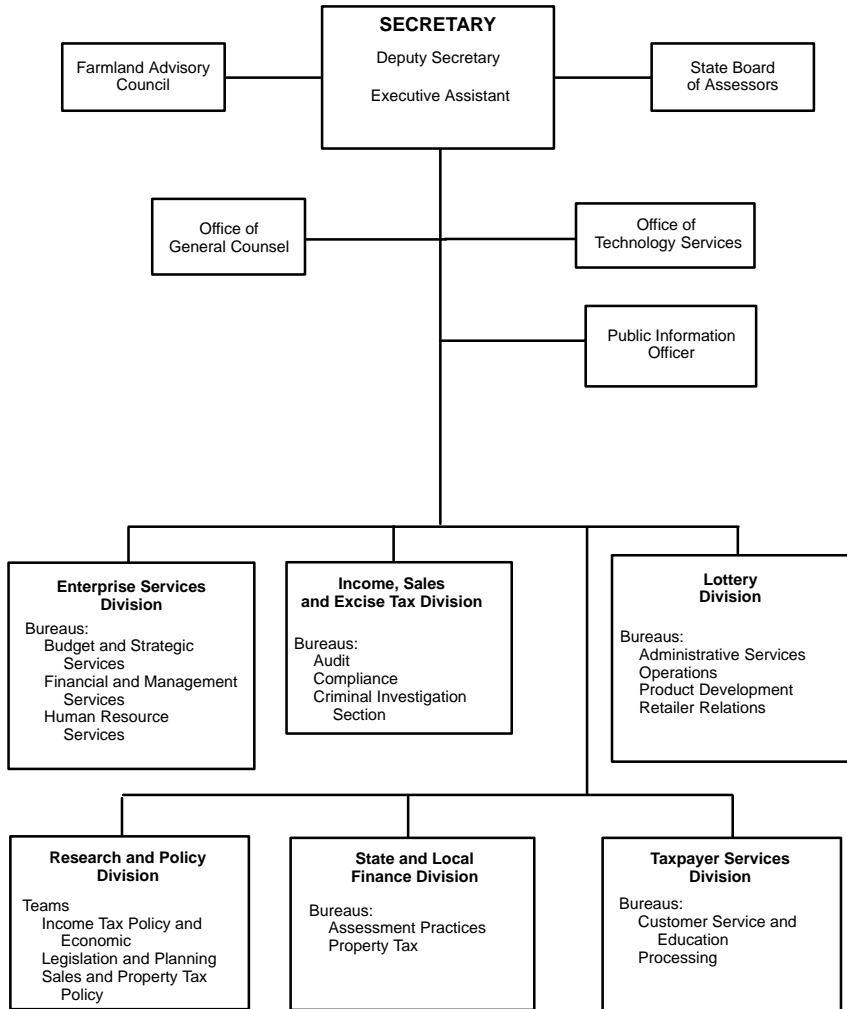 SECRETARY
Deputy Secretary
Executive Assistant
Farmland Advisory
Council
State Board
of Assessors
Office of
General Counsel
Office of
Technology Services
Public Information
Officer
Enterprise Services
Division
Bureaus:
Budget and Strategic
Services
Financial and Management
Services
Human Resource
Services
Income, Sales
and Excise Tax Division
Bureaus:
Audit
Compliance
Criminal Investigation
Section
Lottery
Division
Bureaus:
Administrative Services
Operations
Product Development
Retailer Relations
Research and Policy
Division
Teams
Income Tax Policy and
Economic
Legislation and Planning
Sales and Property Tax
Policy
State and Local
Finance Division
Bureaus:
Assessment Practices
Property Tax
Taxpayer Services
Division
Bureaus:
Customer Service and
Education
Processing